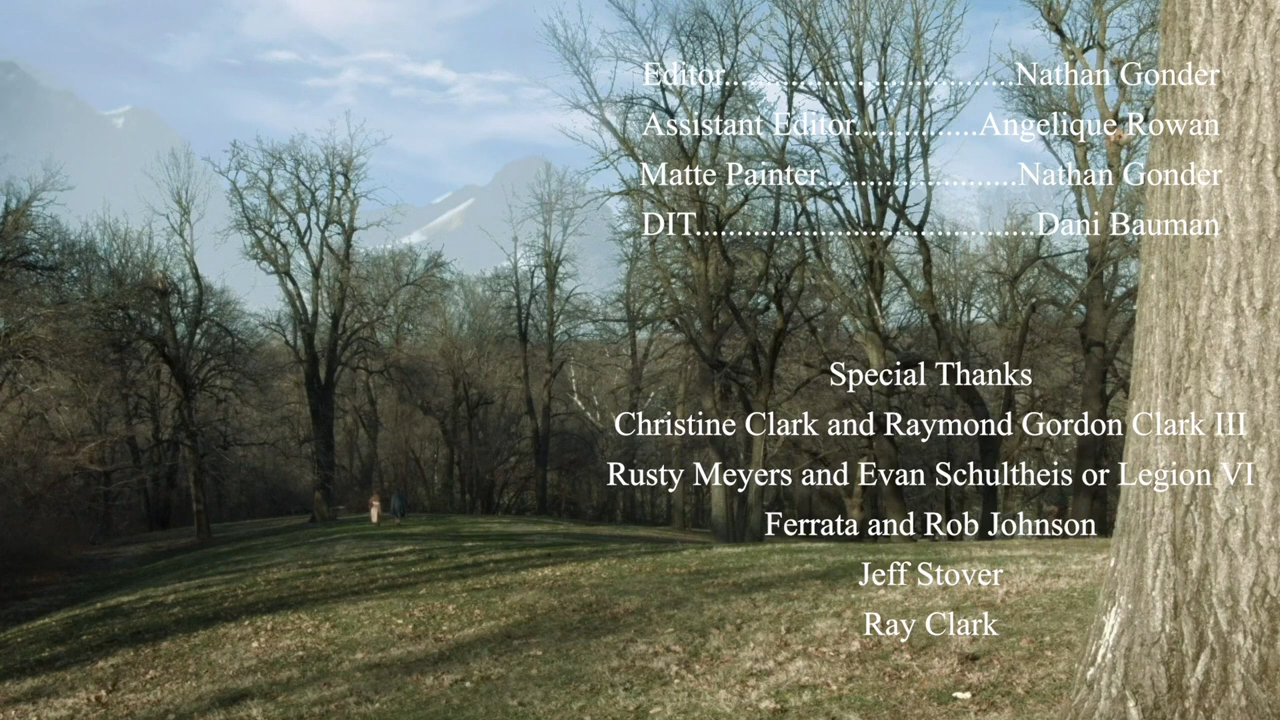 Editor...................................Nathan Gonder
Assistant Editor...............Angelique Rowan
Matte Painter........................Nathan Gonder
DIT.........................................Dani Bauman
Special Thanks
Christine Clark and Raymond Gordon Clark III
Rusty Meyers and Evan Schultheis or Legion VI
Ferrata and Rob Johnson
Jeff Stover
Ray Clark